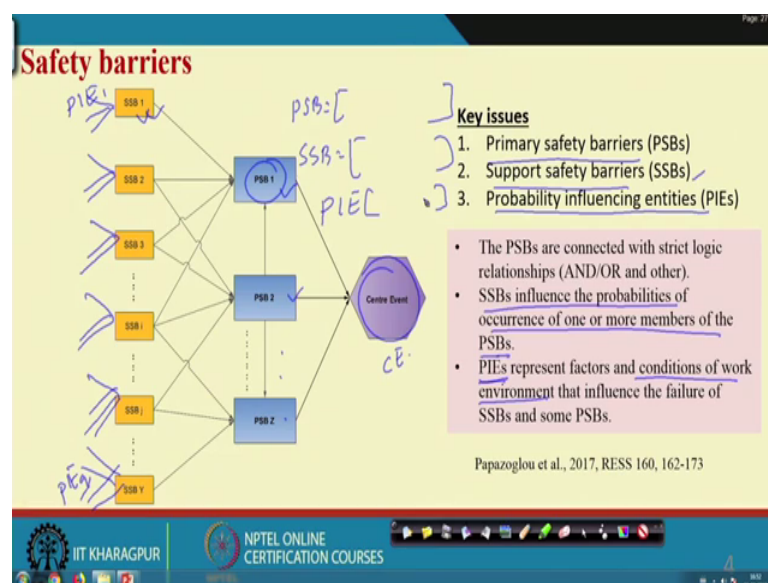 Page: 27
Safety barriers
PIE1
SSB 1
SSB 2
SSB 3
SSB i
SSB j
SSB Y
PSB 1
PSB 2
PSB Z
Centre Event
CE.
PSB=[ ]
SSB=[ ]
PIE[ ]
Key issues
1. Primary safety barriers (PSBs)
2. Support safety barriers (SSBs)
3. Probability influencing entities (PIEs)
• The PSBs are connected with strict logic
relationships (AND/OR and other).
• SSBs influence the probabilities of
occurrence of one or more members of the
PSBs.
• PIEs represent factors and conditions of work
environment that influence the failure of
SSBs and some PSBs.
Papazoglou et al., 2017, RESS 160, 162-173
IIT KHARAGPUR
NPTEL ONLINE
CERTIFICATION COURSES
4